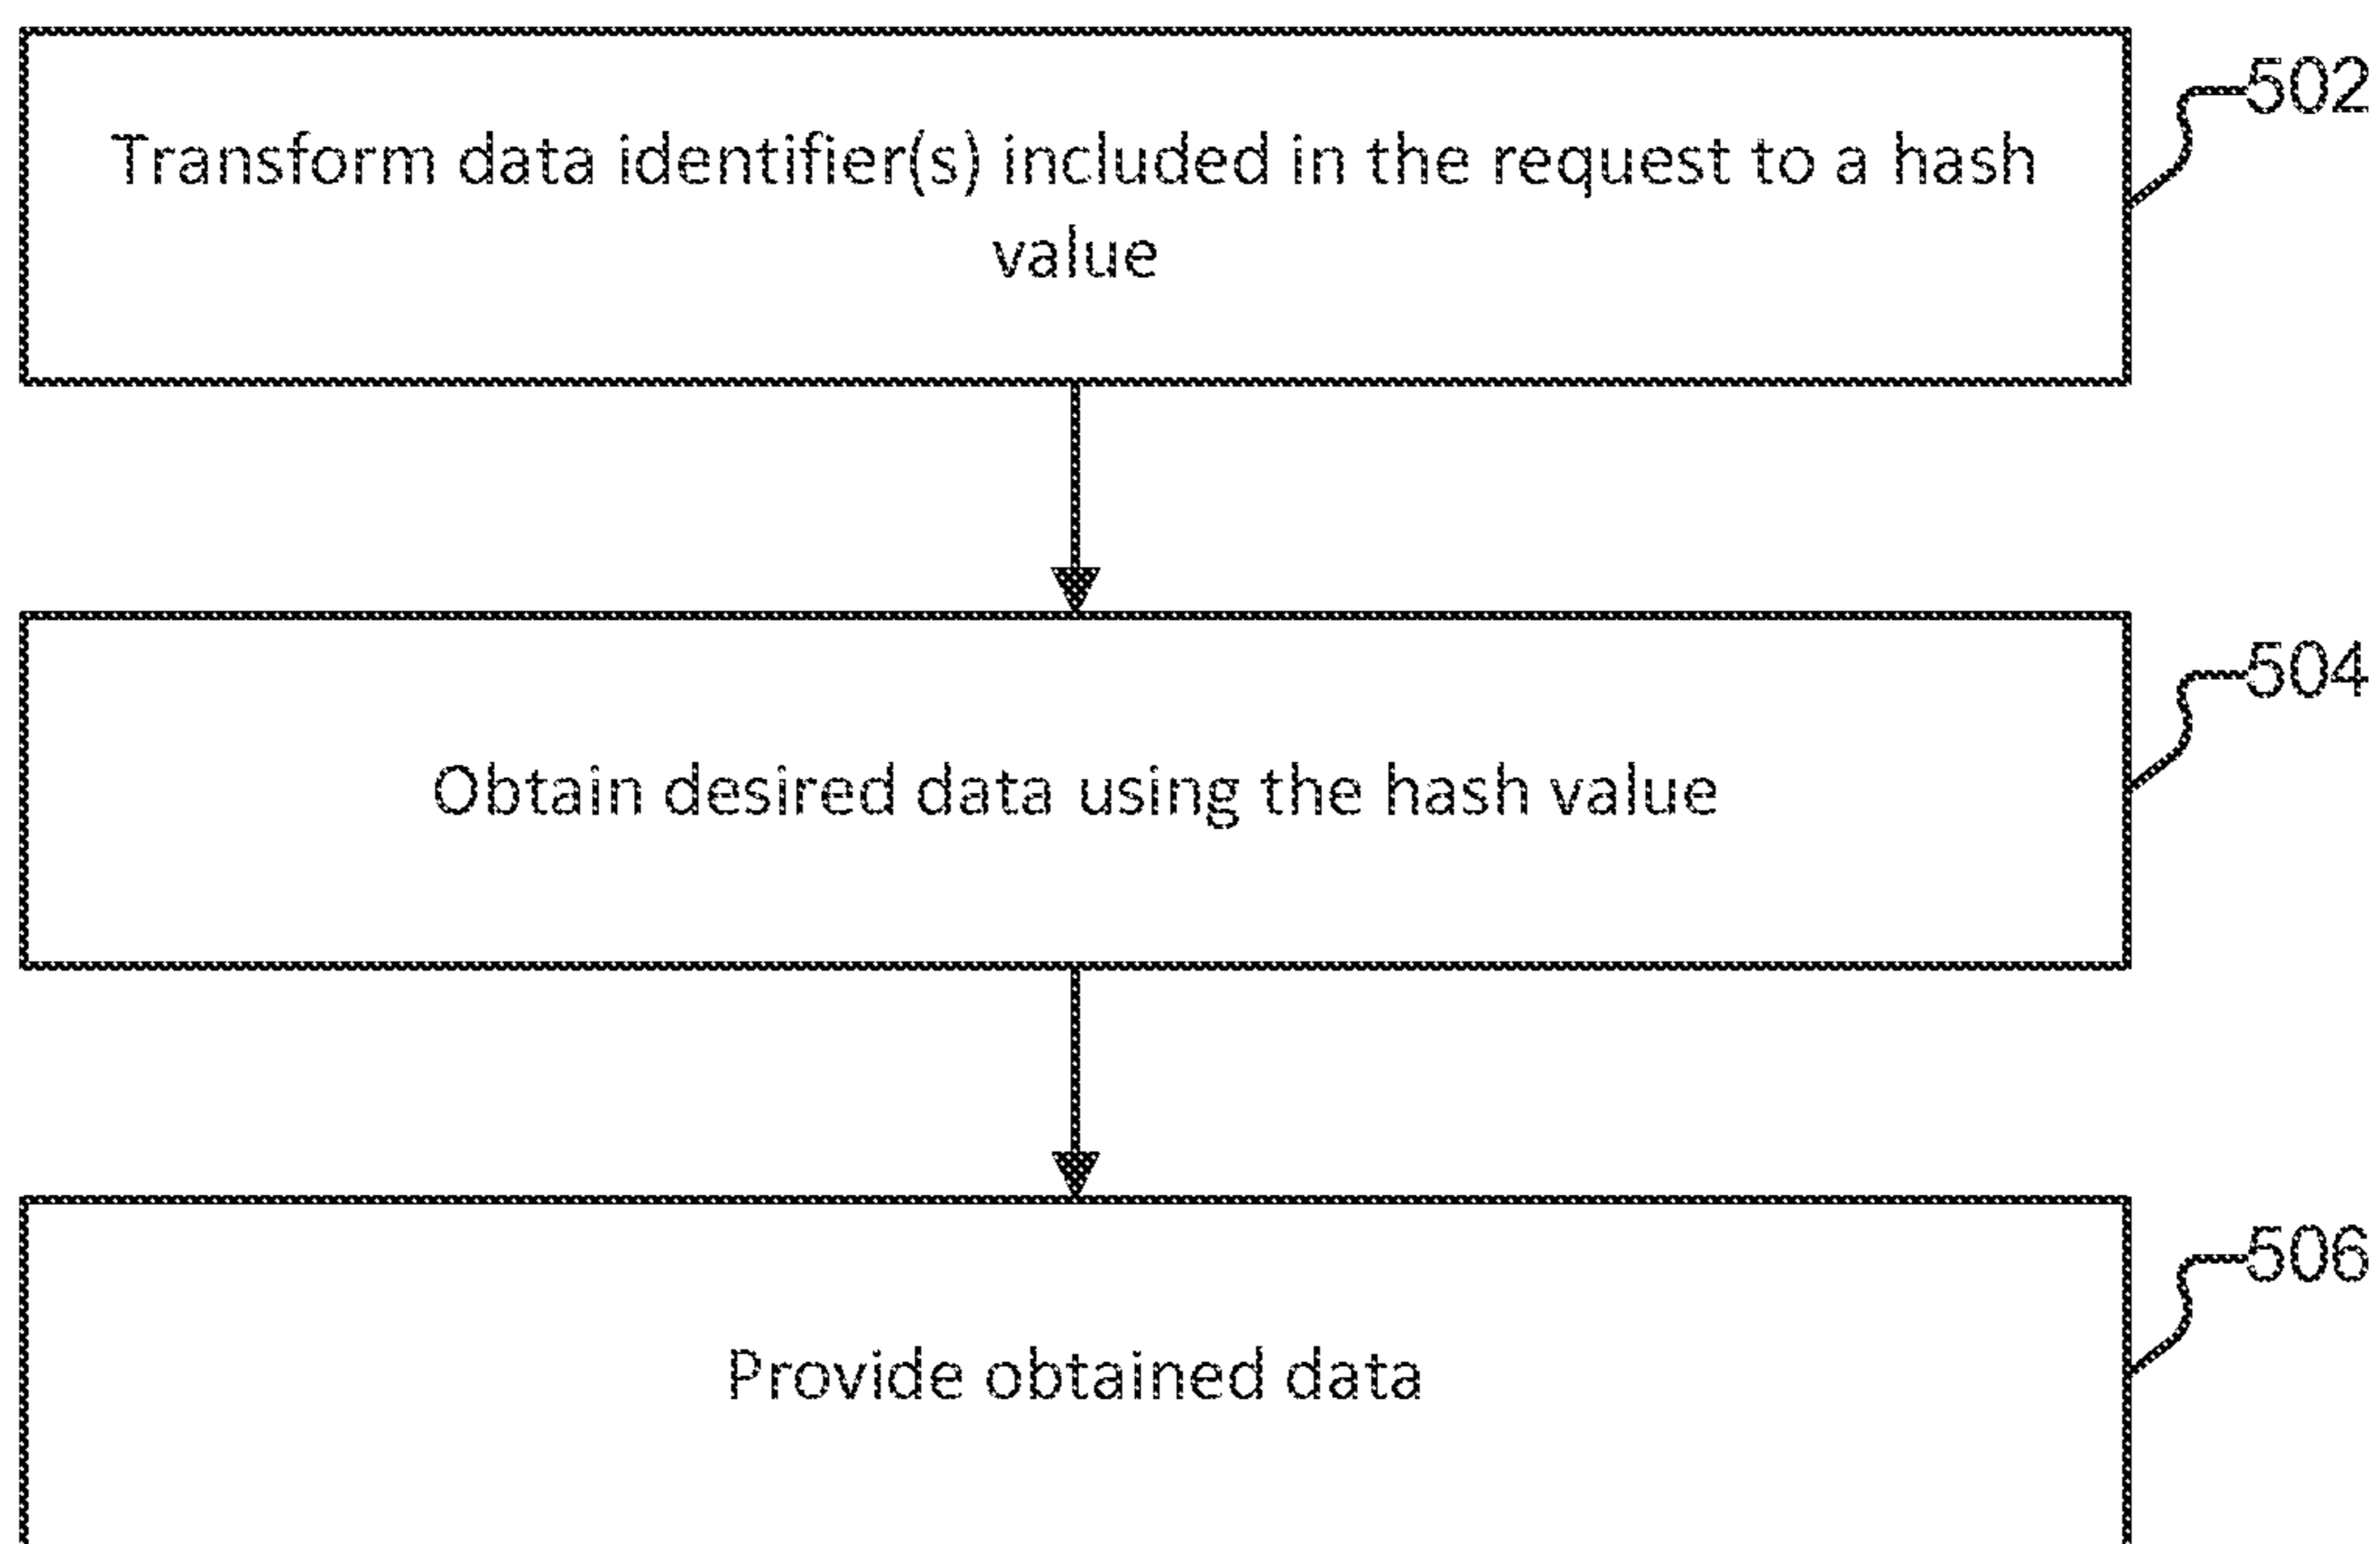 502
Transform data identifier(s) included in the request to a hash
value
504
Obtain desired data using the hash value
506
Provide obtained data